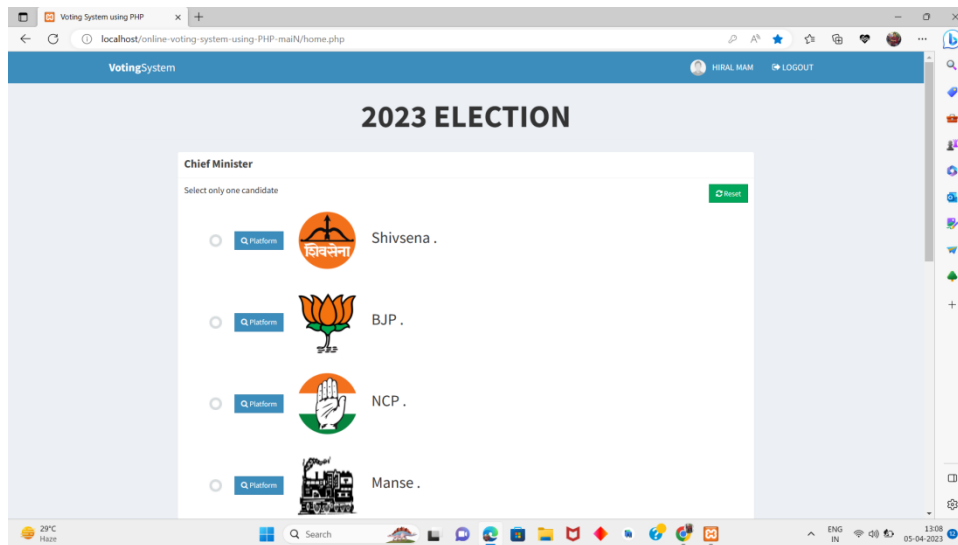 Voting System using PHP
localhost/online-voting-system-using-PHP-maiN/home.php
VotingSystem
HIRAL MAM
LOGOUT
2023 ELECTION
Chief Minister
Select only one candidate
Reset
Platform
शिवसेना
Shivsena .
Platform
BJP .
Platform
NCP .
Platform
Manse .
29°C
Haze
Search
ENG
IN
13:08
05-04-2023